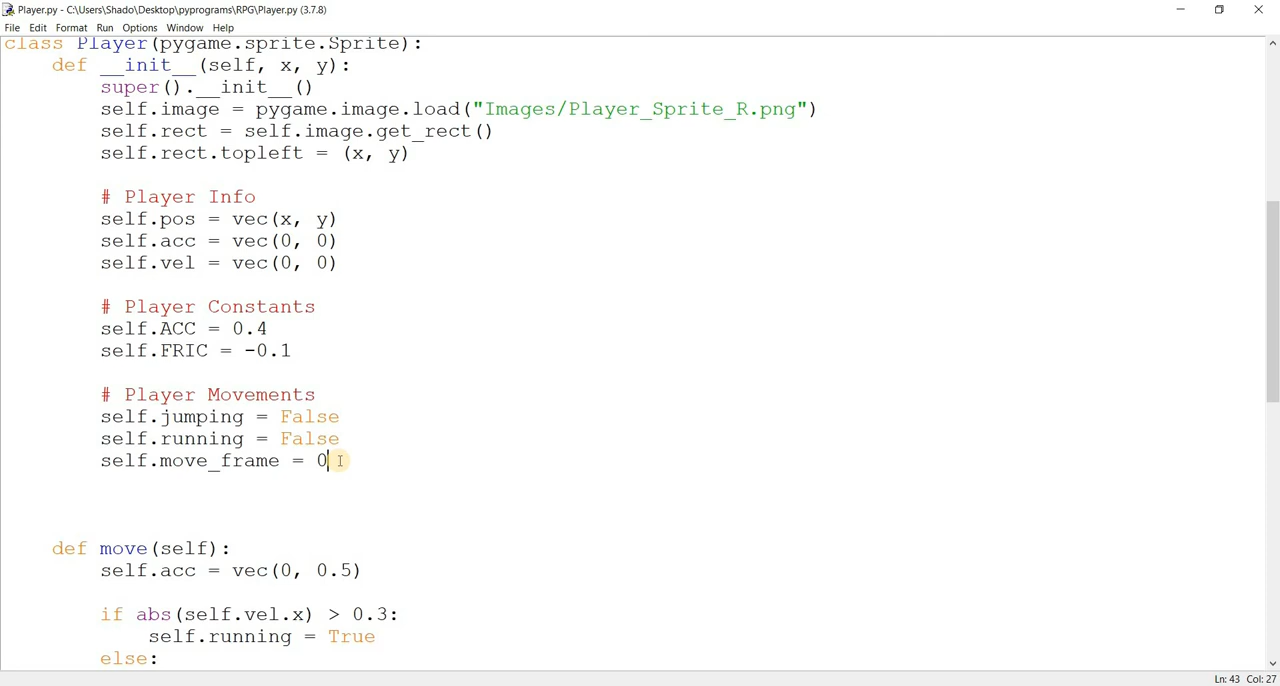 Player.py - C:\Users\Shado\Desktop\pyprograms\RPG\Player.py (3.7.8)
File Edit Format Run Options Window Help
class Player(pygame.sprite.Sprite):
    def __init__(self, x, y):
        super().__init__()
        self.image = pygame.image.load("Images/Player_Sprite_R.png")
        self.rect = self.image.get_rect()
        self.rect.topleft = (x, y)
        # Player Info
        self.pos = vec(x, y)
        self.acc = vec(0, 0)
        self.vel = vec(0, 0)
        # Player Constants
        self.ACC = 0.4
        self.FRIC = -0.1
        # Player Movements
        self.jumping = False
        self.running = False
        self.move_frame = 0
    def move(self):
        self.acc = vec(0, 0.5)
        if abs(self.vel.x) > 0.3:
            self.running = True
        else:
Ln: 43 Col: 27